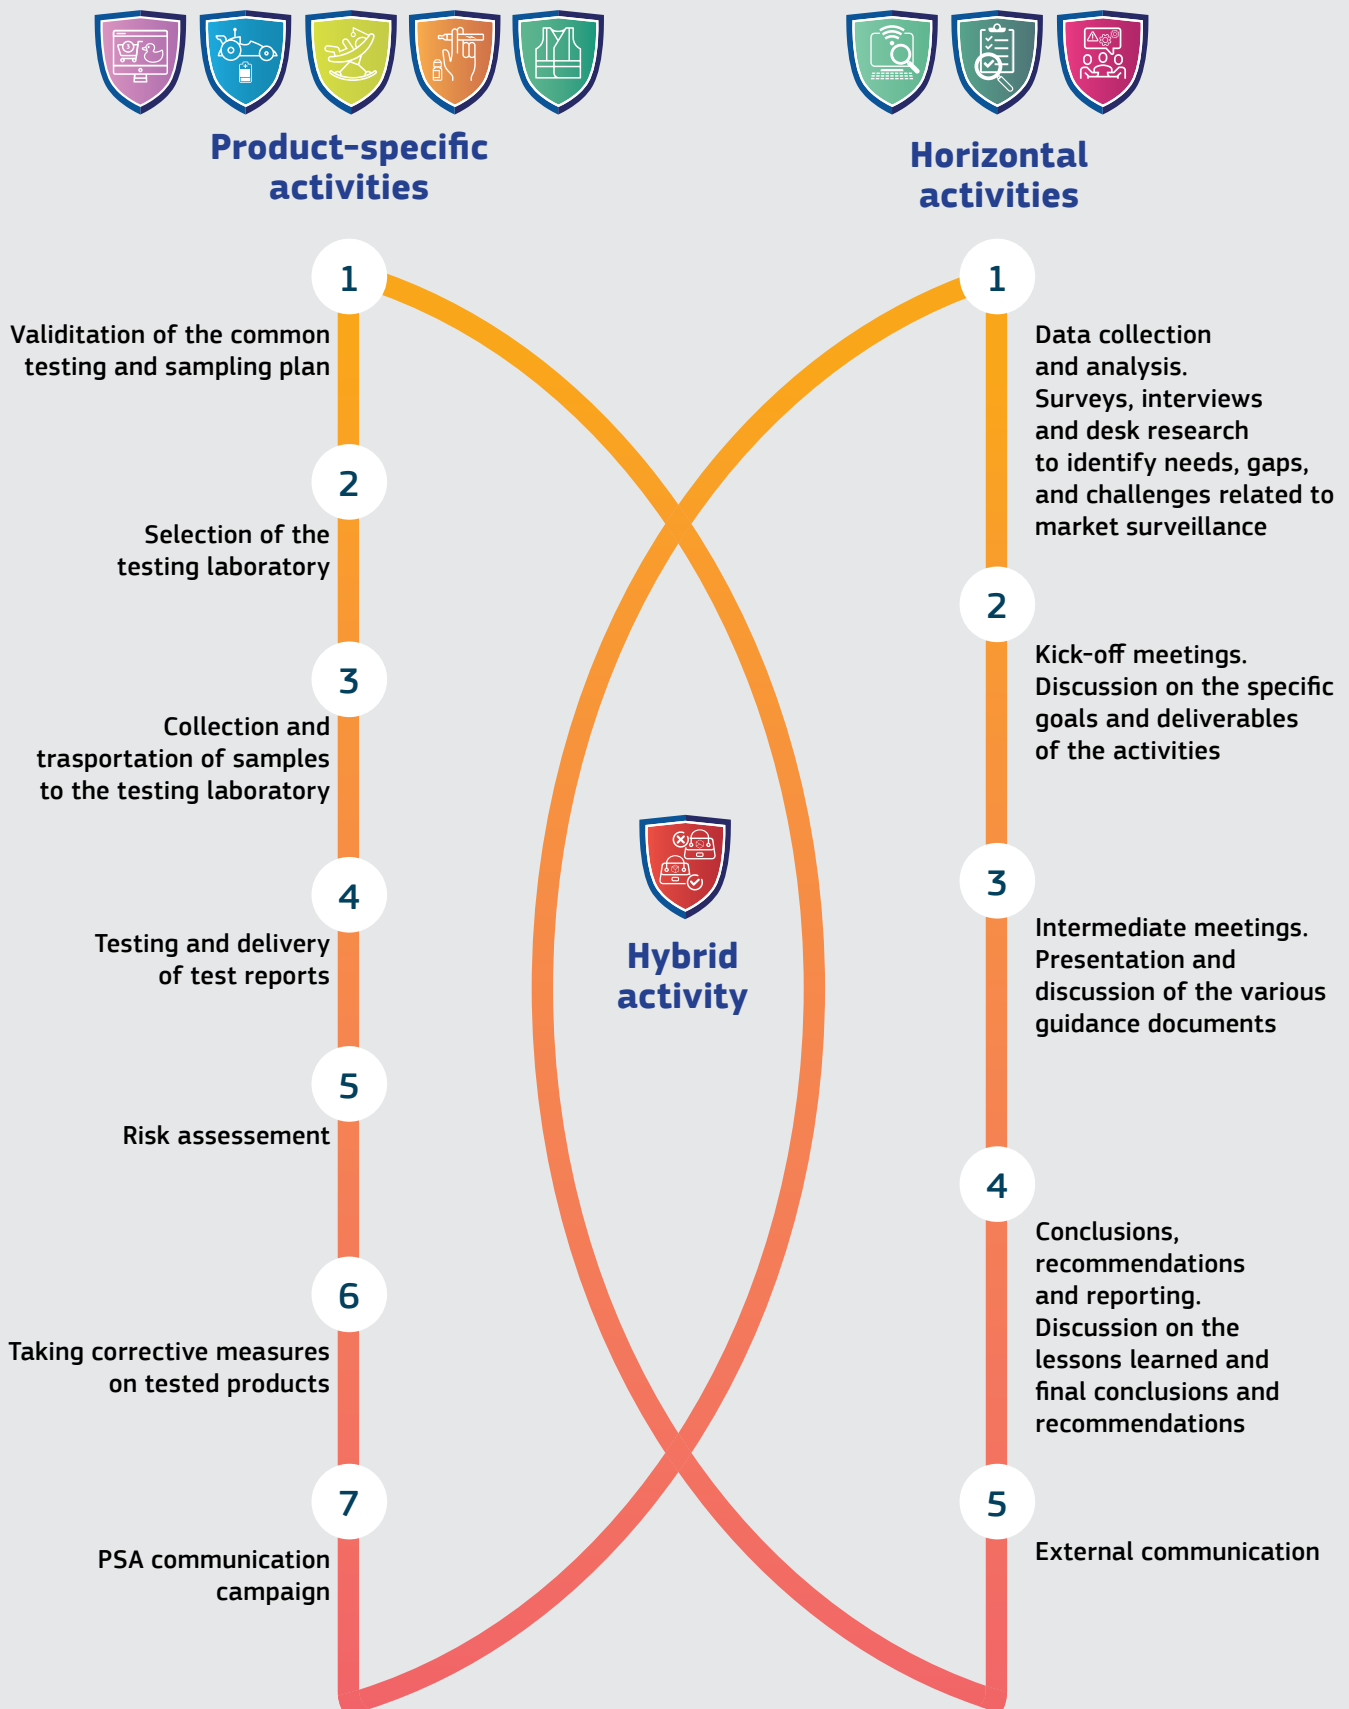 Product-specific
activities
1
Validitation of the common
testing and sampling plan
2
Selection of the
testing laboratory
3
Collection and
trasportation of samples
to the testing laboratory
4
Testing and delivery
of test reports
5
Risk assessement
6
Taking corrective measures
on tested products
7
PSA communication
campaign
Hybrid
activity
Horizontal
activities
1
Data collection
and analysis.
Surveys, interviews
and desk research
to identify needs, gaps,
and challenges related to
market surveillance
2
Kick-off meetings.
Discussion on the specific
goals and deliverables
of the activities
3
Intermediate meetings.
Presentation and
discussion of the various
guidance documents
4
Conclusions,
recommendations
and reporting.
Discussion on the
lessons learned and
final conclusions and
recommendations
5
External communication